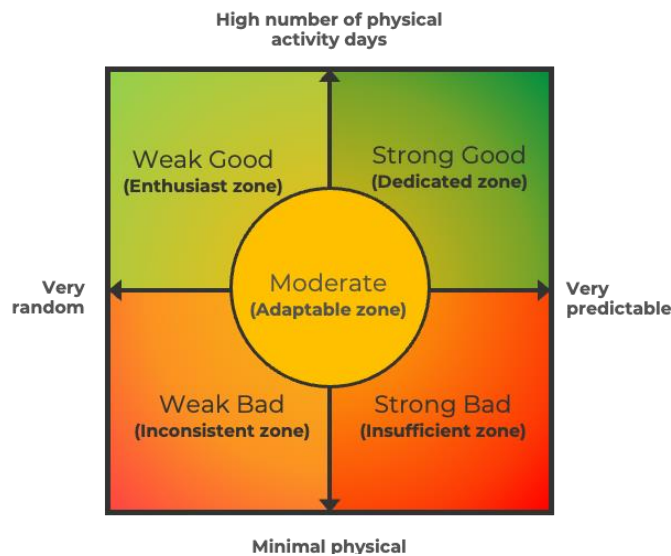 High number of physical
activity days
Weak Good
(Enthusiast zone)
Strong Good
(Dedicated zone)
Very
random
Moderate
(Adaptable zone)
Very
predictable
Weak Bad
(Inconsistent zone)
Strong Bad
(Insufficient zone)
Minimal physical